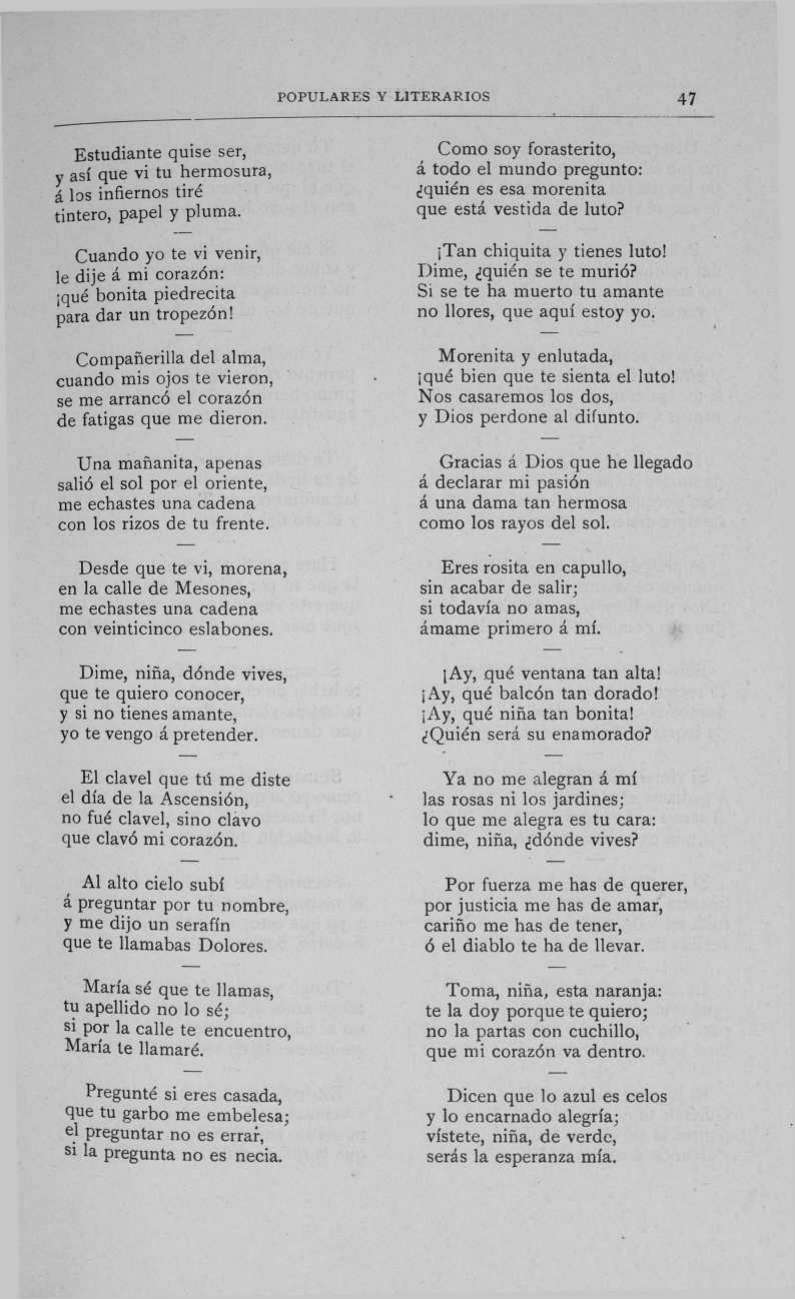 POPULARES Y LITERARIOS 47
Estudiante quise ser,
y así que vi tu hermosura,
á los infiernos tiré
tintero, papel y pluma.
Cuando yo te vi venir,
le dije á mi corazón:
¡qué bonita piedrecita
para dar un tropezón!
Compañerilla del alma,
cuando mis ojos te vieron,
se me arrancó el corazón
de fatigas que me dieron.
Una mañanita, apenas
salió el sol por el oriente,
me echastes una cadena
con los rizos de tu frente.
Desde que te vi, morena,
en la calle de Mesones,
me echastes una cadena
con veinticinco eslabones.
Dime, niña, dónde vives,
que te quiero conocer,
y si no tienes amante,
yo te vengo á pretender.
El clavel que tú me diste
el día de la Ascensión,
no fué clavel, sino clavo
que clavó mi corazón.
Al alto cielo subí
á preguntar por tu nombre,
y me dijo un serafín
que te llamabas Dolores.
María sé que te llamas,
tu apellido no lo sé;
si por la calle te encuentro,
María te llamaré.
Pregunté si eres casada,
que tu garbo me embelesa;
el preguntar no es errar,
si la pregunta no es necia.
Como soy forasterito,
á todo el mundo pregunto:
¿quién es esa morenita
que está vestida de luto?
¡Tan chiquita y tienes luto!
Dime, ¿quién se te murió?
Si se te ha muerto tu amante
no llores, que aquí estoy yo.
Morenita y enlutada,
¡qué bien que te sienta el luto!
Nos casaremos los dos,
y Dios perdone al difunto.
Gracias á Dios que he llegado
á declarar mi pasión
á una dama tan hermosa
como los rayos del sol.
Eres rosita en capullo,
sin acabar de salir;
si todavía no amas,
ámame primero á mí.
¡Ay, qué ventana tan alta!
¡Ay, qué balcón tan dorado!
¡Ay, qué niña tan bonita!
¿Quién será su enamorado?
Ya no me alegran á mí
las rosas ni los jardines;
lo que me alegra es tu cara:
dime, niña, ¿dónde vives?
Por fuerza me has de querer,
por justicia me has de amar,
cariño me has de tener,
ó el diablo te ha de llevar.
Toma, niña, esta naranja:
te la doy porque te quiero;
no la partas con cuchillo,
que mi corazón va dentro.
Dicen que lo azul es celos
y lo encarnado alegría;
vístete, niña, de verde,
serás la esperanza mía.